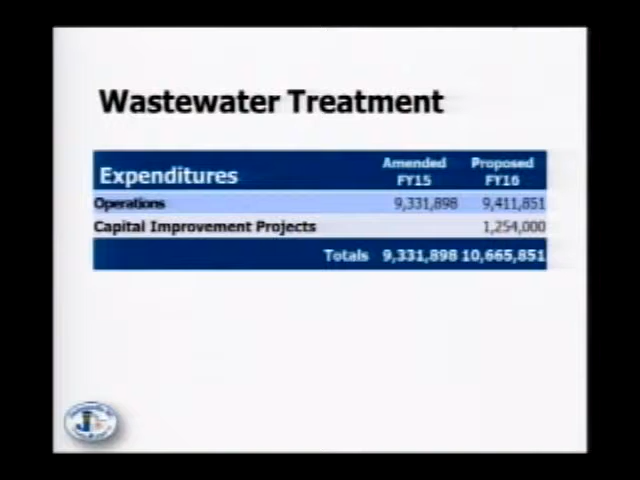 Wastewater Treatment
Expenditures Amended FY15 Proposed FY16
Operations 9,331,898 9,411,851
Capital Improvement Projects 1,254,000
Totals 9,331,898 10,665,851